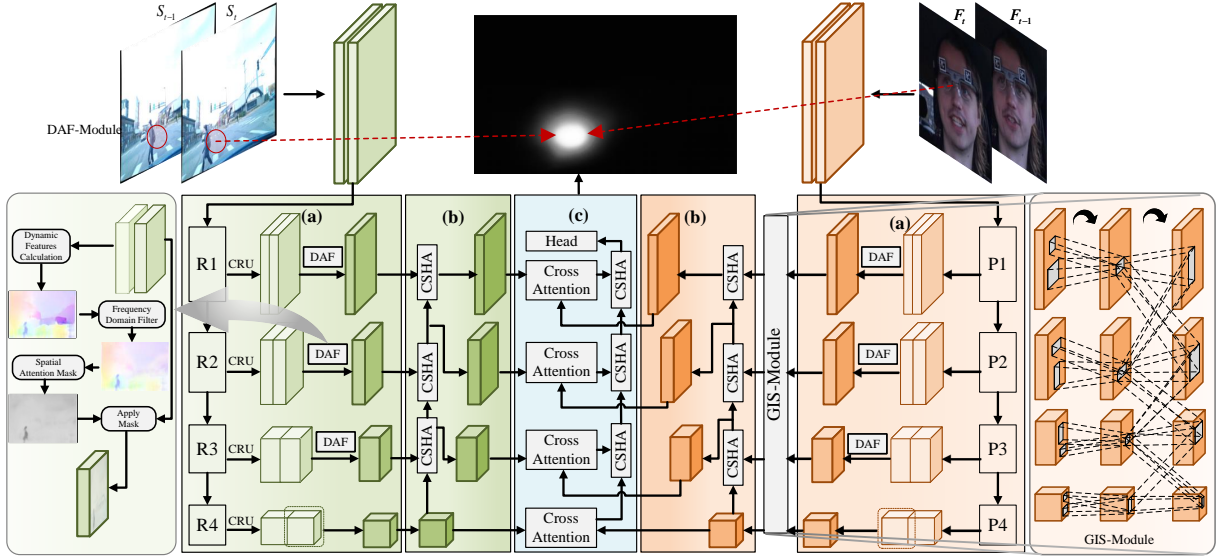 S_{t-1}
S_t
F_t
F_{t-1}
DAF-Module
(a)
(b)
(c)
(b)
(a)
Dynamic
Features
Calculation
Frequency
Domain Filter
Spatial
Attention Mask
Apply
Mask
R1
CRU
DAF
CSHA
Head
Cross
Attention
CSHA
CSHA
DAF
P1
R2
CRU
DAF
CSHA
Cross
Attention
CSHA
CSHA
DAF
P2
R3
CRU
DAF
CSHA
Cross
Attention
CSHA
CSHA
DAF
P3
R4
CRU
Cross
Attention
P4
GIS-Module
GIS-Module